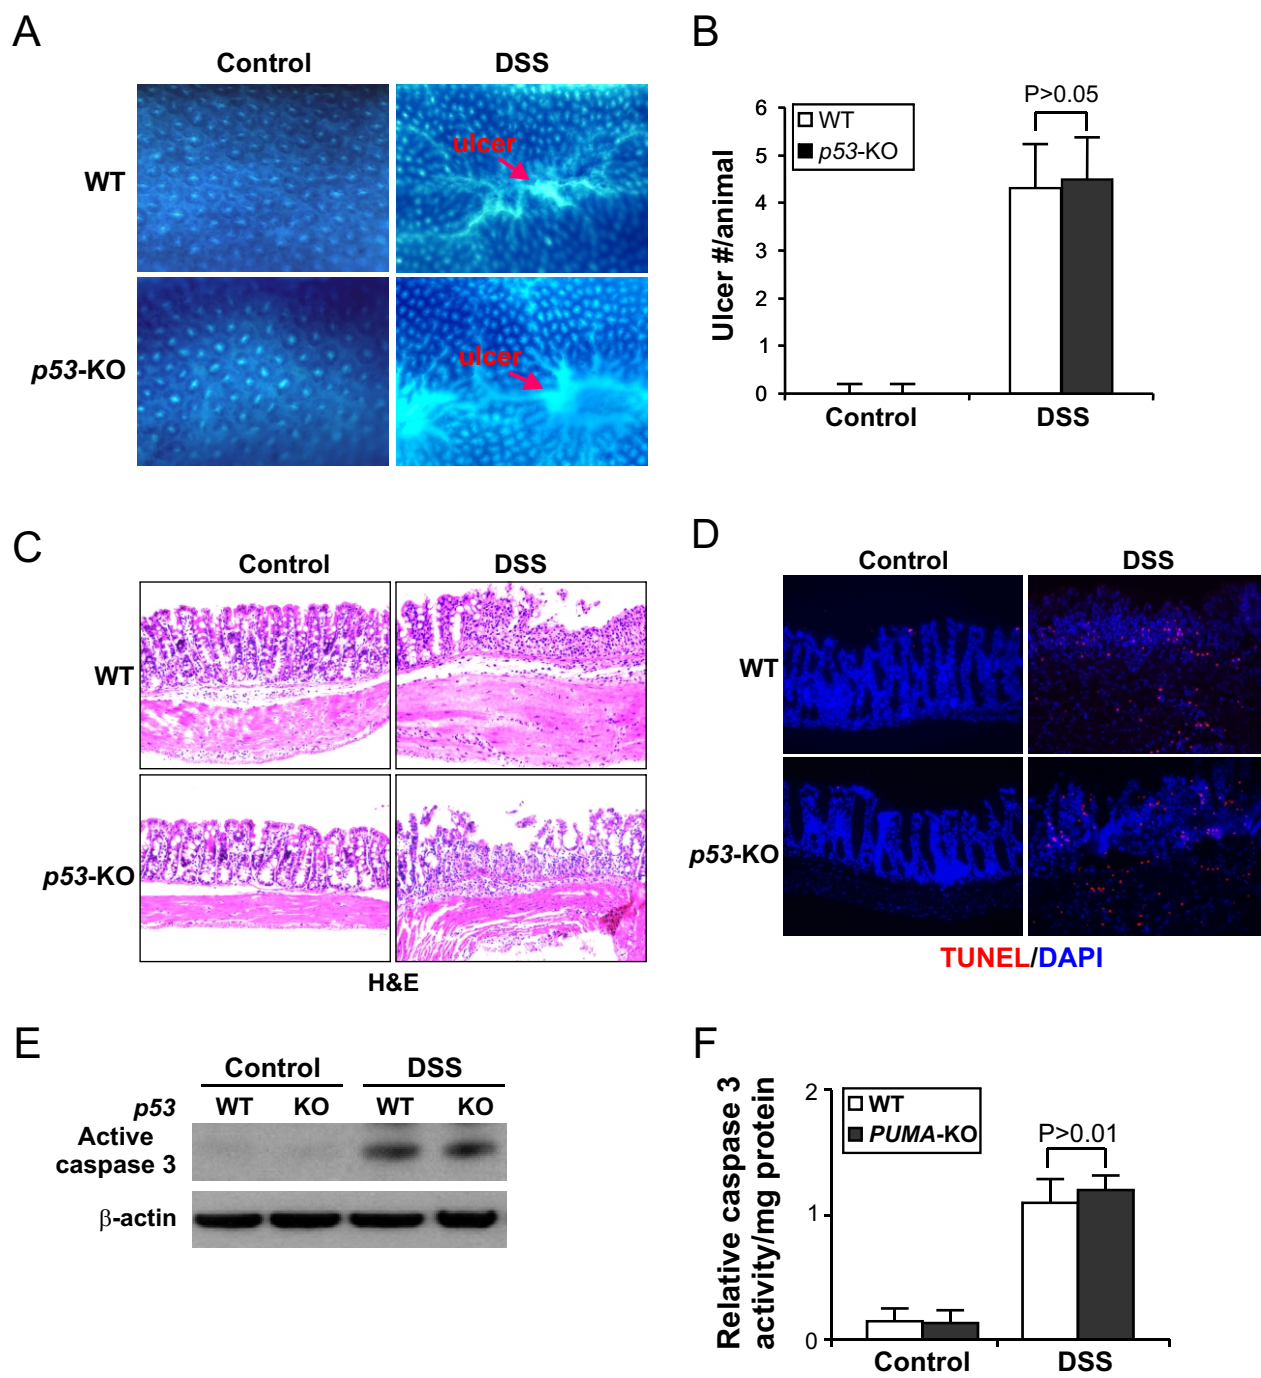 A
Control
DSS
WT
ulcer
p53-KO
ulcer
B
P>0.05
WT
p53-KO
Ulcer #/animal
6
5
4
3
2
1
0
Control
DSS
C
Control
DSS
WT
p53-KO
H&E
D
Control
DSS
WT
p53-KO
TUNEL/DAPI
E
Control
DSS
p53
WT
KO
WT
KO
Active
caspase 3
β-actin
F
Relative caspase 3
activity/mg protein
2
1
0
WT
PUMA-KO
P>0.01
Control
DSS